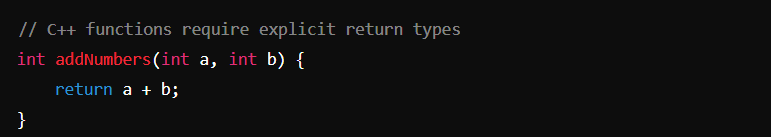 // C++ functions require explicit return types
int addNumbers(int a, int b) {
    return a + b;
}